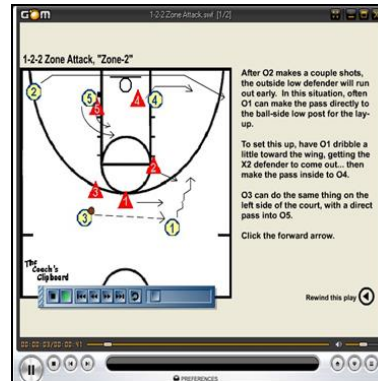 GOM
1-2-2 Zone Attack.swf [1/2]
1-2-2 Zone Attack, "Zone-2"
After O2 makes a couple shots,
the outside low defender will run
out early. In this situation, often
O1 can make the pass directly to
the ball-side low post for the lay-
up.
To set this up, have O1 dribble a
little toward the wing, getting the
X2 defender to come out... then
make the pass inside to O4.
O3 can do the same thing on the
left side of the court, with a direct
pass into O5.
Click the forward arrow.
2
5
5
4
4
2
3
1
3
1
The
Coach's
Clipboard
Rewind this play
PREFERENCES